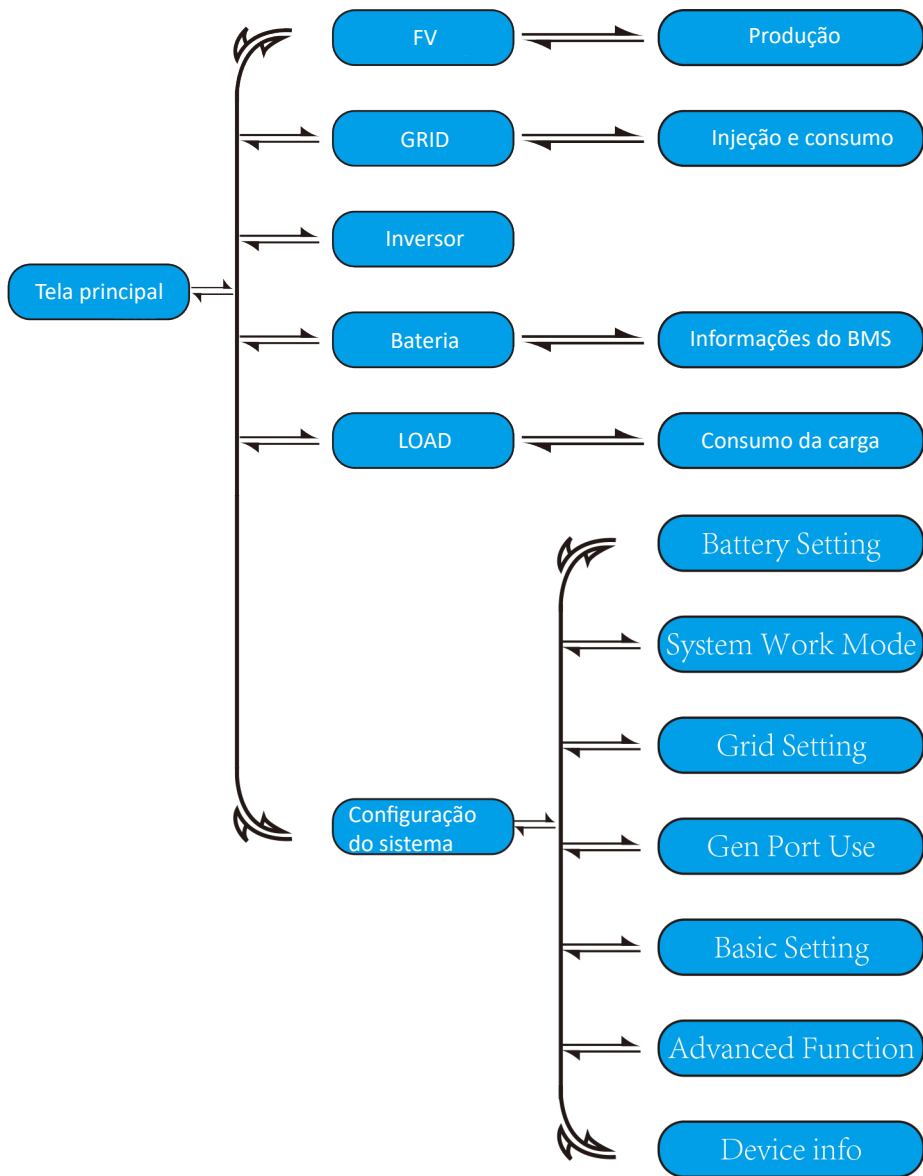 FV
Produção
GRID
Injeção e consumo
Inversor
Tela principal
Bateria
Informações do BMS
LOAD
Consumo da carga
Battery Setting
System Work Mode
Grid Setting
Configuração
do sistema
Gen Port Use
Basic Setting
Advanced Function
Device info